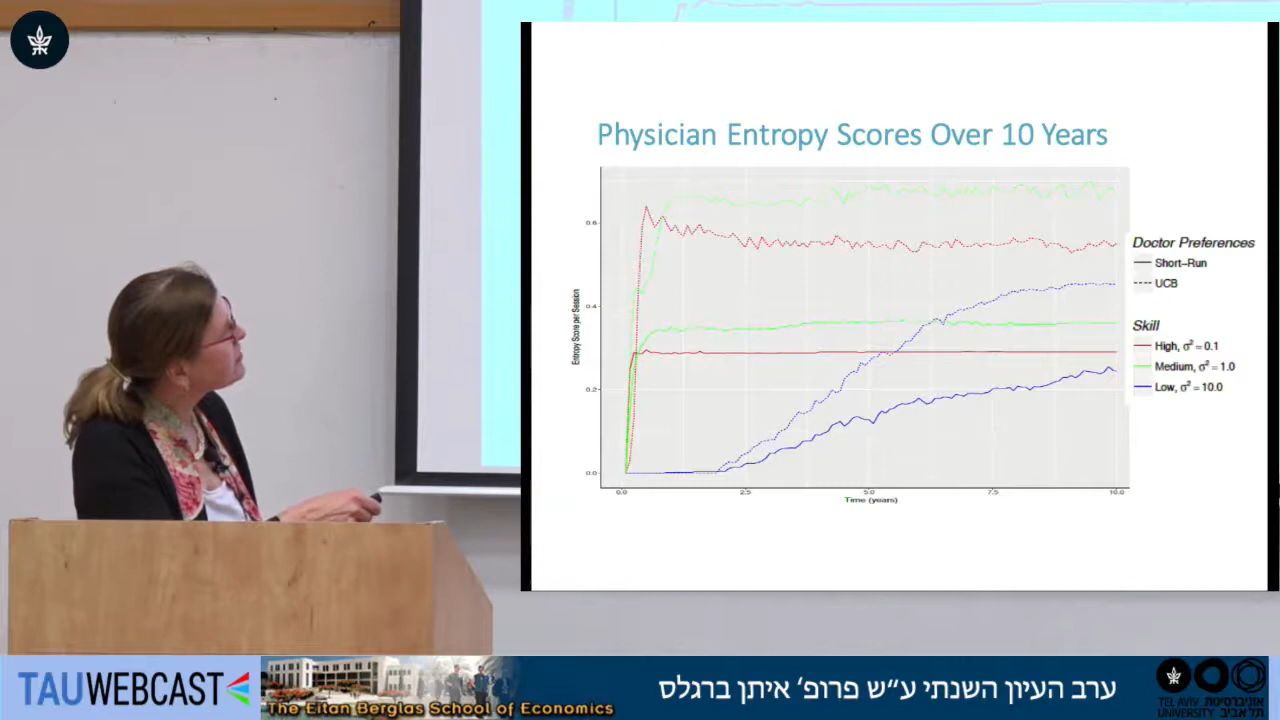 Physician Entropy Scores Over 10 Years
Entropy Score per Session
0.6
0.4
0.2
0.0
0.0 2.5 5.0 7.5 10.0
Time (years)
Doctor Preferences
Short-Run
UCB
Skill
High, σ² = 0.1
Medium, σ² = 1.0
Low, σ² = 10.0
TAUWEBCAST
The Eitan Berglas School of Economics
ערב העיון השנתי ע"ש פרופ' איתן ברגלס
TEL AVIV UNIVERSITY
אוניברסיטת תל אביב